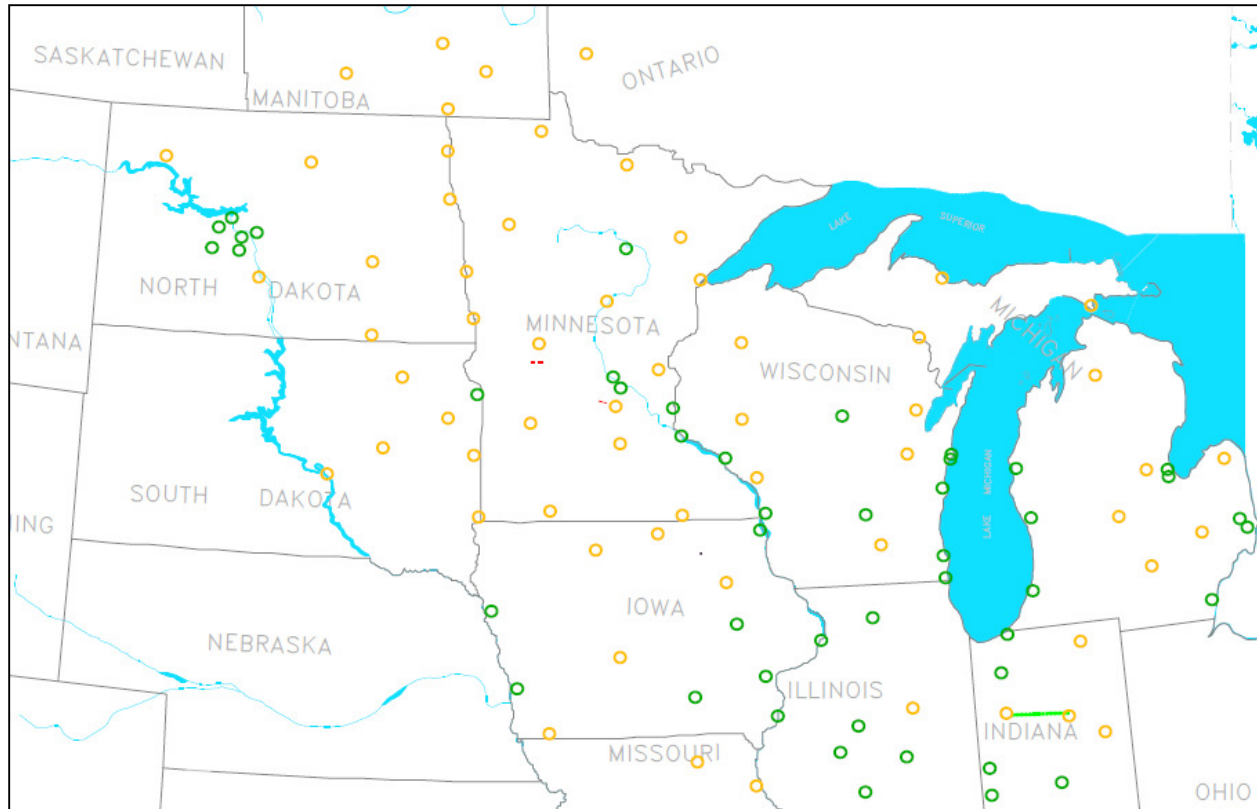 SASKATCHEWAN
ONTARIO
MANITOBA
LAKE
SUPERIOR
NORTH
DAKOTA
MICHIGAN
MINNESOTA
NTANA
WISCONSIN
LAKE
MICHIGAN
SOUTH
DAKOTA
ING
IOWA
NEBRASKA
ILLINOIS
INDIANA
MISSOURI
OHIO